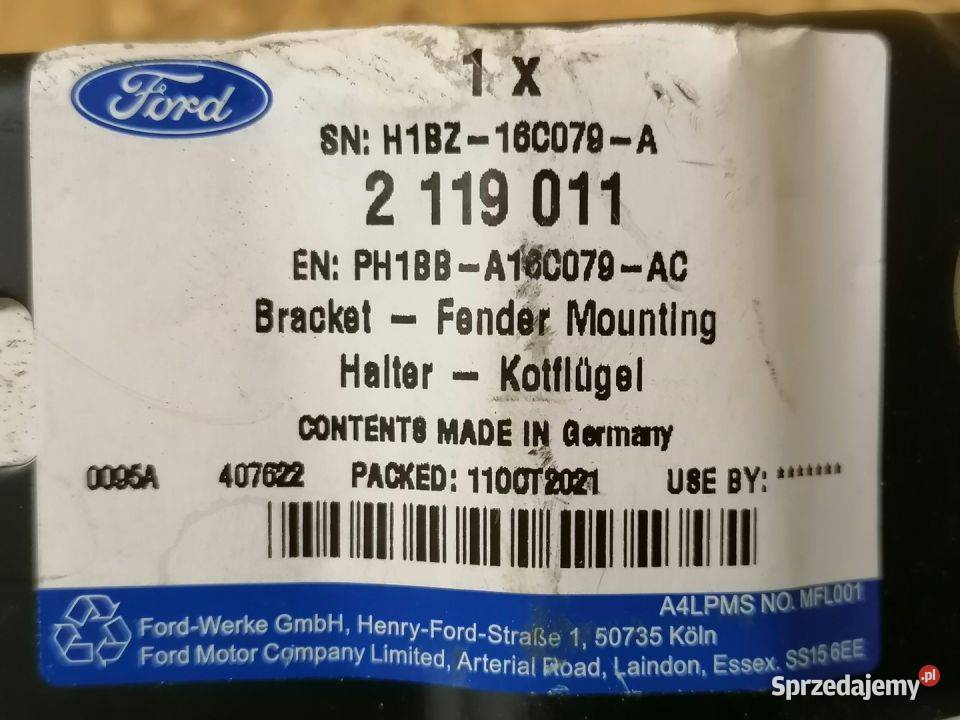 Ford
1 x
SN: H1BZ-16C079-A
2 119 011
EN: PH1BB-A16C079-AC
Bracket - Fender Mounting
Halter - Kotflügel
CONTENTS MADE IN Germany
0095A 407622 PACKED: 11OCT2021 USE BY: *******
A4LPMS NO. MFL001
Ford-Werke GmbH, Henry-Ford-Straße 1, 50735 Köln
Ford Motor Company Limited, Arterial Road, Laindon, Essex. SS15 6EE
Sprzedajemy.pl